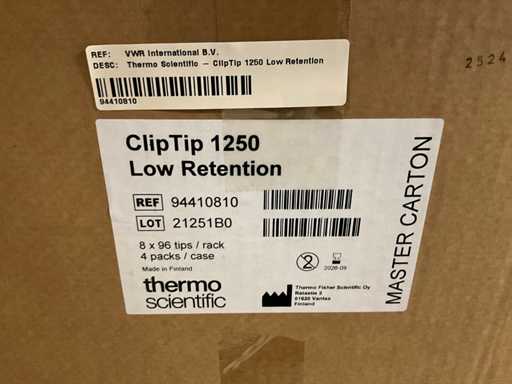 REF: VWR International B.V.
DESC: Thermo Scientific – ClipTip 1250 Low Retention
94410810
2524
ClipTip 1250
Low Retention
REF 94410810
LOT 21251B0
8 x 96 tips / rack
4 packs / case
Made in Finland
thermo
scientific
2
2026-09
Thermo Fisher Scientific Oy
Ratastie 2
01620 Vantaa
Finland
MASTER CARTON